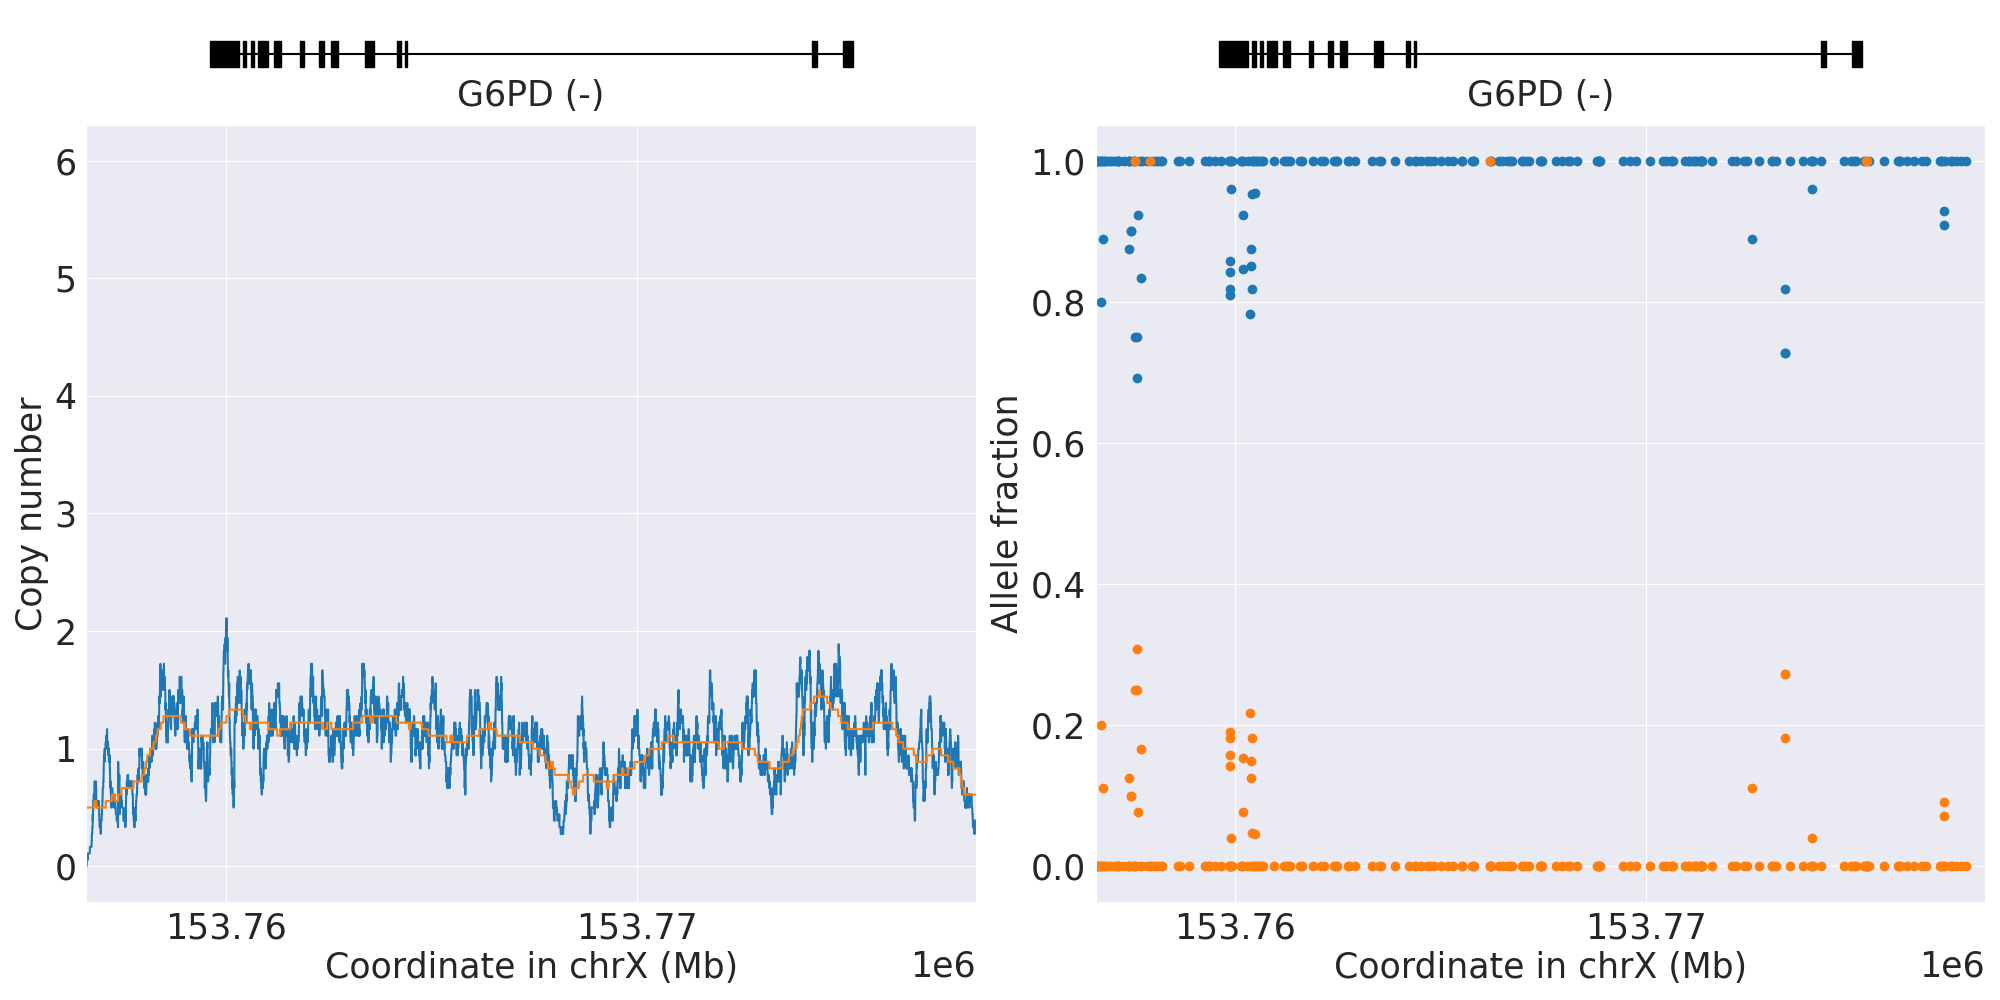 G6PD (-)
6
5
4
3
2
1
0
Copy number
153.76
153.77
Coordinate in chrX (Mb)
1e6
G6PD (-)
1.0
0.8
0.6
0.4
0.2
0.0
Allele fraction
153.76
153.77
Coordinate in chrX (Mb)
1e6